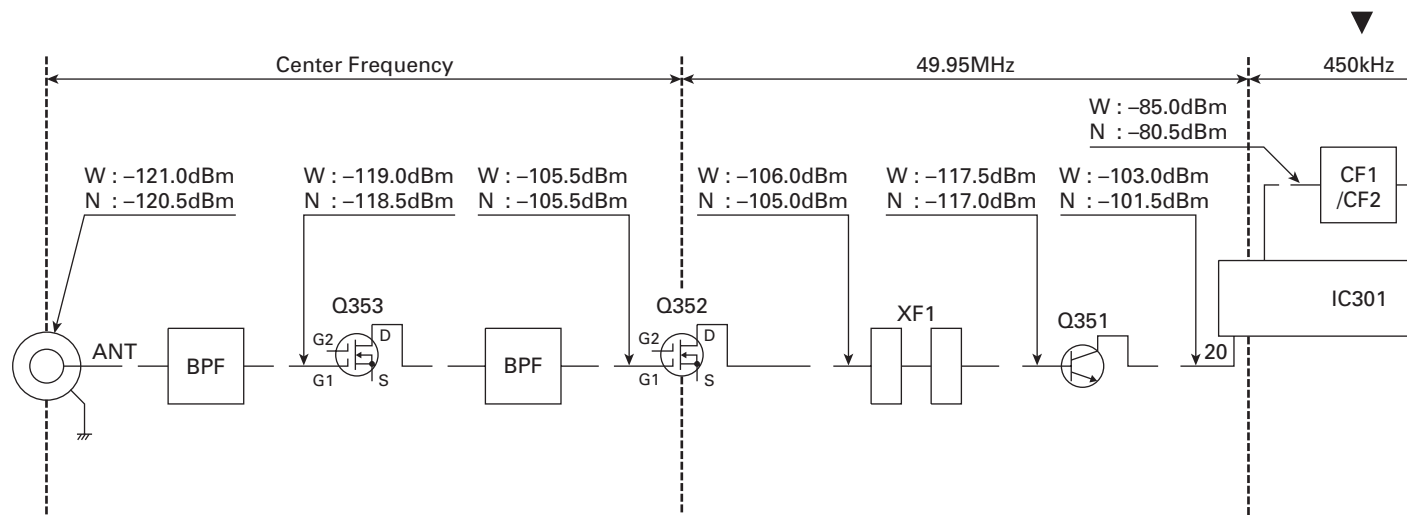 Center Frequency
49.95MHz
450kHz
W : –85.0dBm
N : –80.5dBm
W : –121.0dBm
N : –120.5dBm
W : –119.0dBm
N : –118.5dBm
W : –105.5dBm
N : –105.5dBm
W : –106.0dBm
N : –105.0dBm
W : –117.5dBm
N : –117.0dBm
W : –103.0dBm
N : –101.5dBm
CF1
/CF2
ANT
BPF
Q353
G2
G1
D
S
BPF
Q352
G2
G1
D
S
XF1
Q351
20
IC301